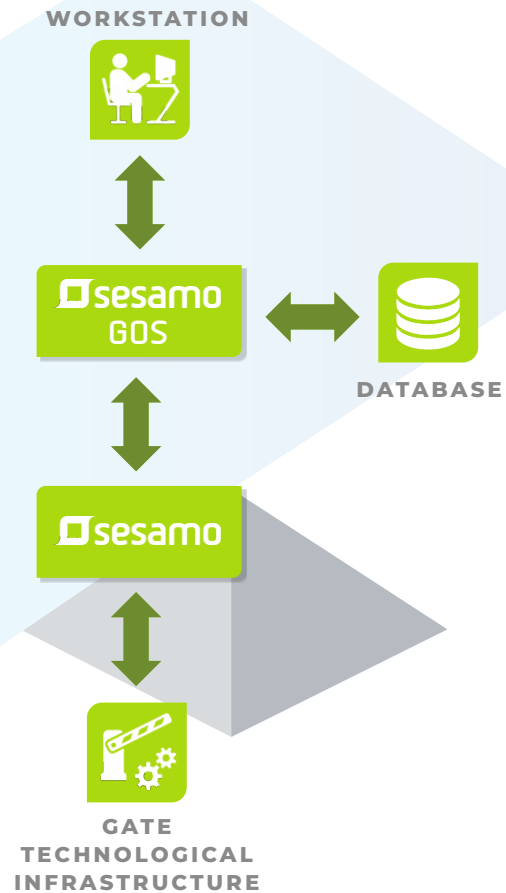 WORKSTATION
sesamo
GOS
DATABASE
sesamo
GATE
TECHNOLOGICAL
INFRASTRUCTURE